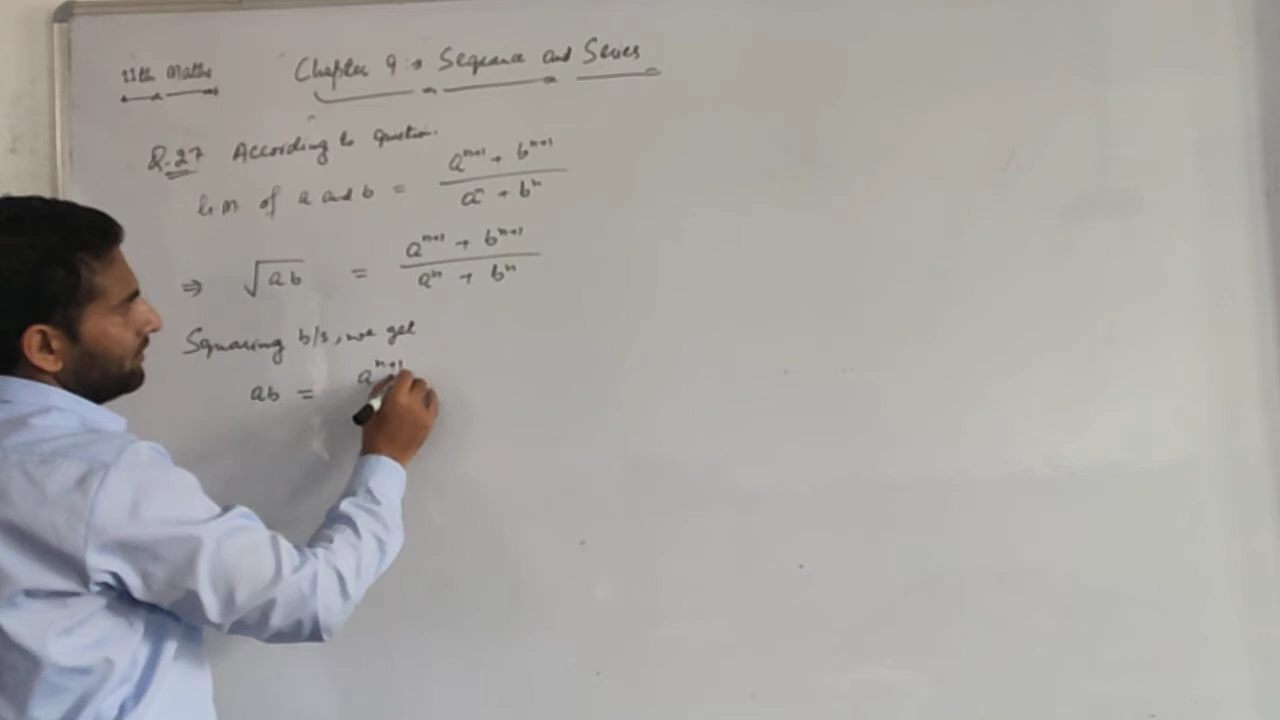 11th Maths Chapter 9 : Sequence and Series
Q.27 According to question.
G.M of a and b = (a^{n+1} + b^{n+1}) / (a^n + b^n)
⇒ √ab = (a^{n+1} + b^{n+1}) / (a^n + b^n)
Squaring b/s, we get
ab = a^{n+1}